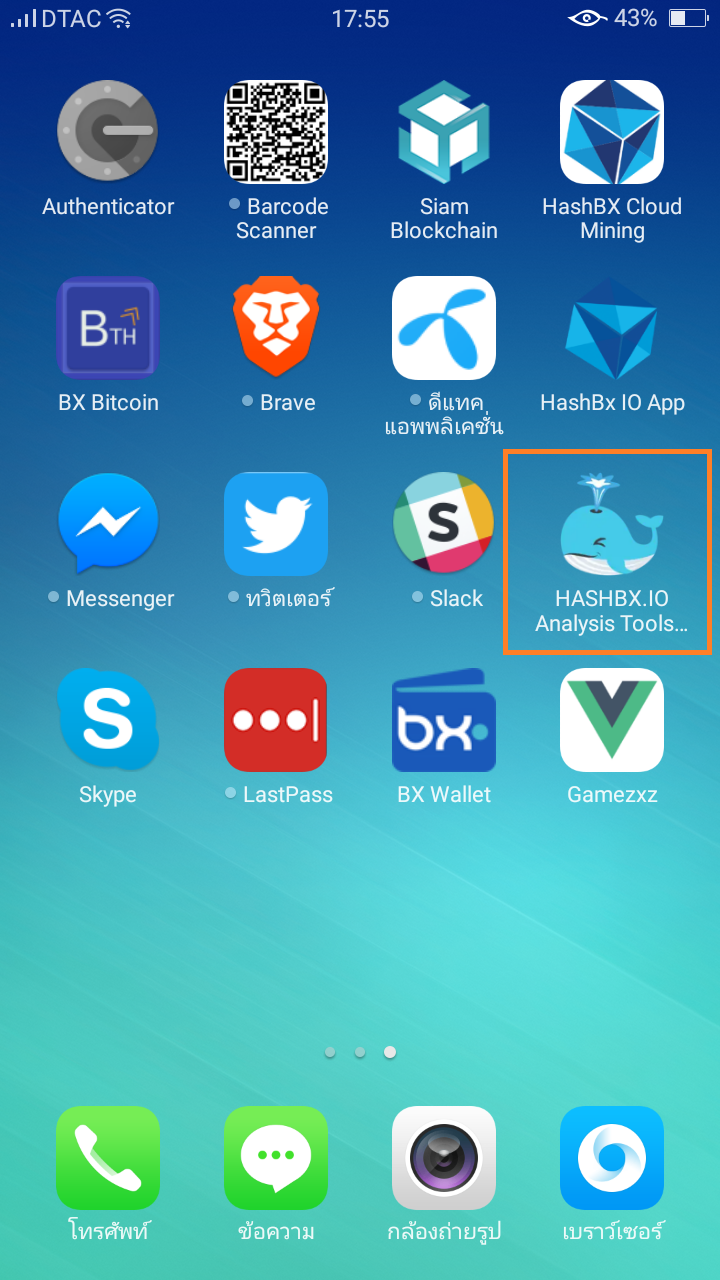 DTAC 17:55 43%
Authenticator
Barcode
Scanner
Siam
Blockchain
HashBX Cloud
Mining
BTH
BX Bitcoin
Brave
ดีแทค
แอพพลิเคชั่น
HashBx IO App
Messenger
ทวิตเตอร์
S
Slack
HASHBX.IO
Analysis Tools...
S
Skype
LastPass
bx
BX Wallet
Gamezxz
โทรศัพท์
ข้อความ
กล้องถ่ายรูป
เบราว์เซอร์